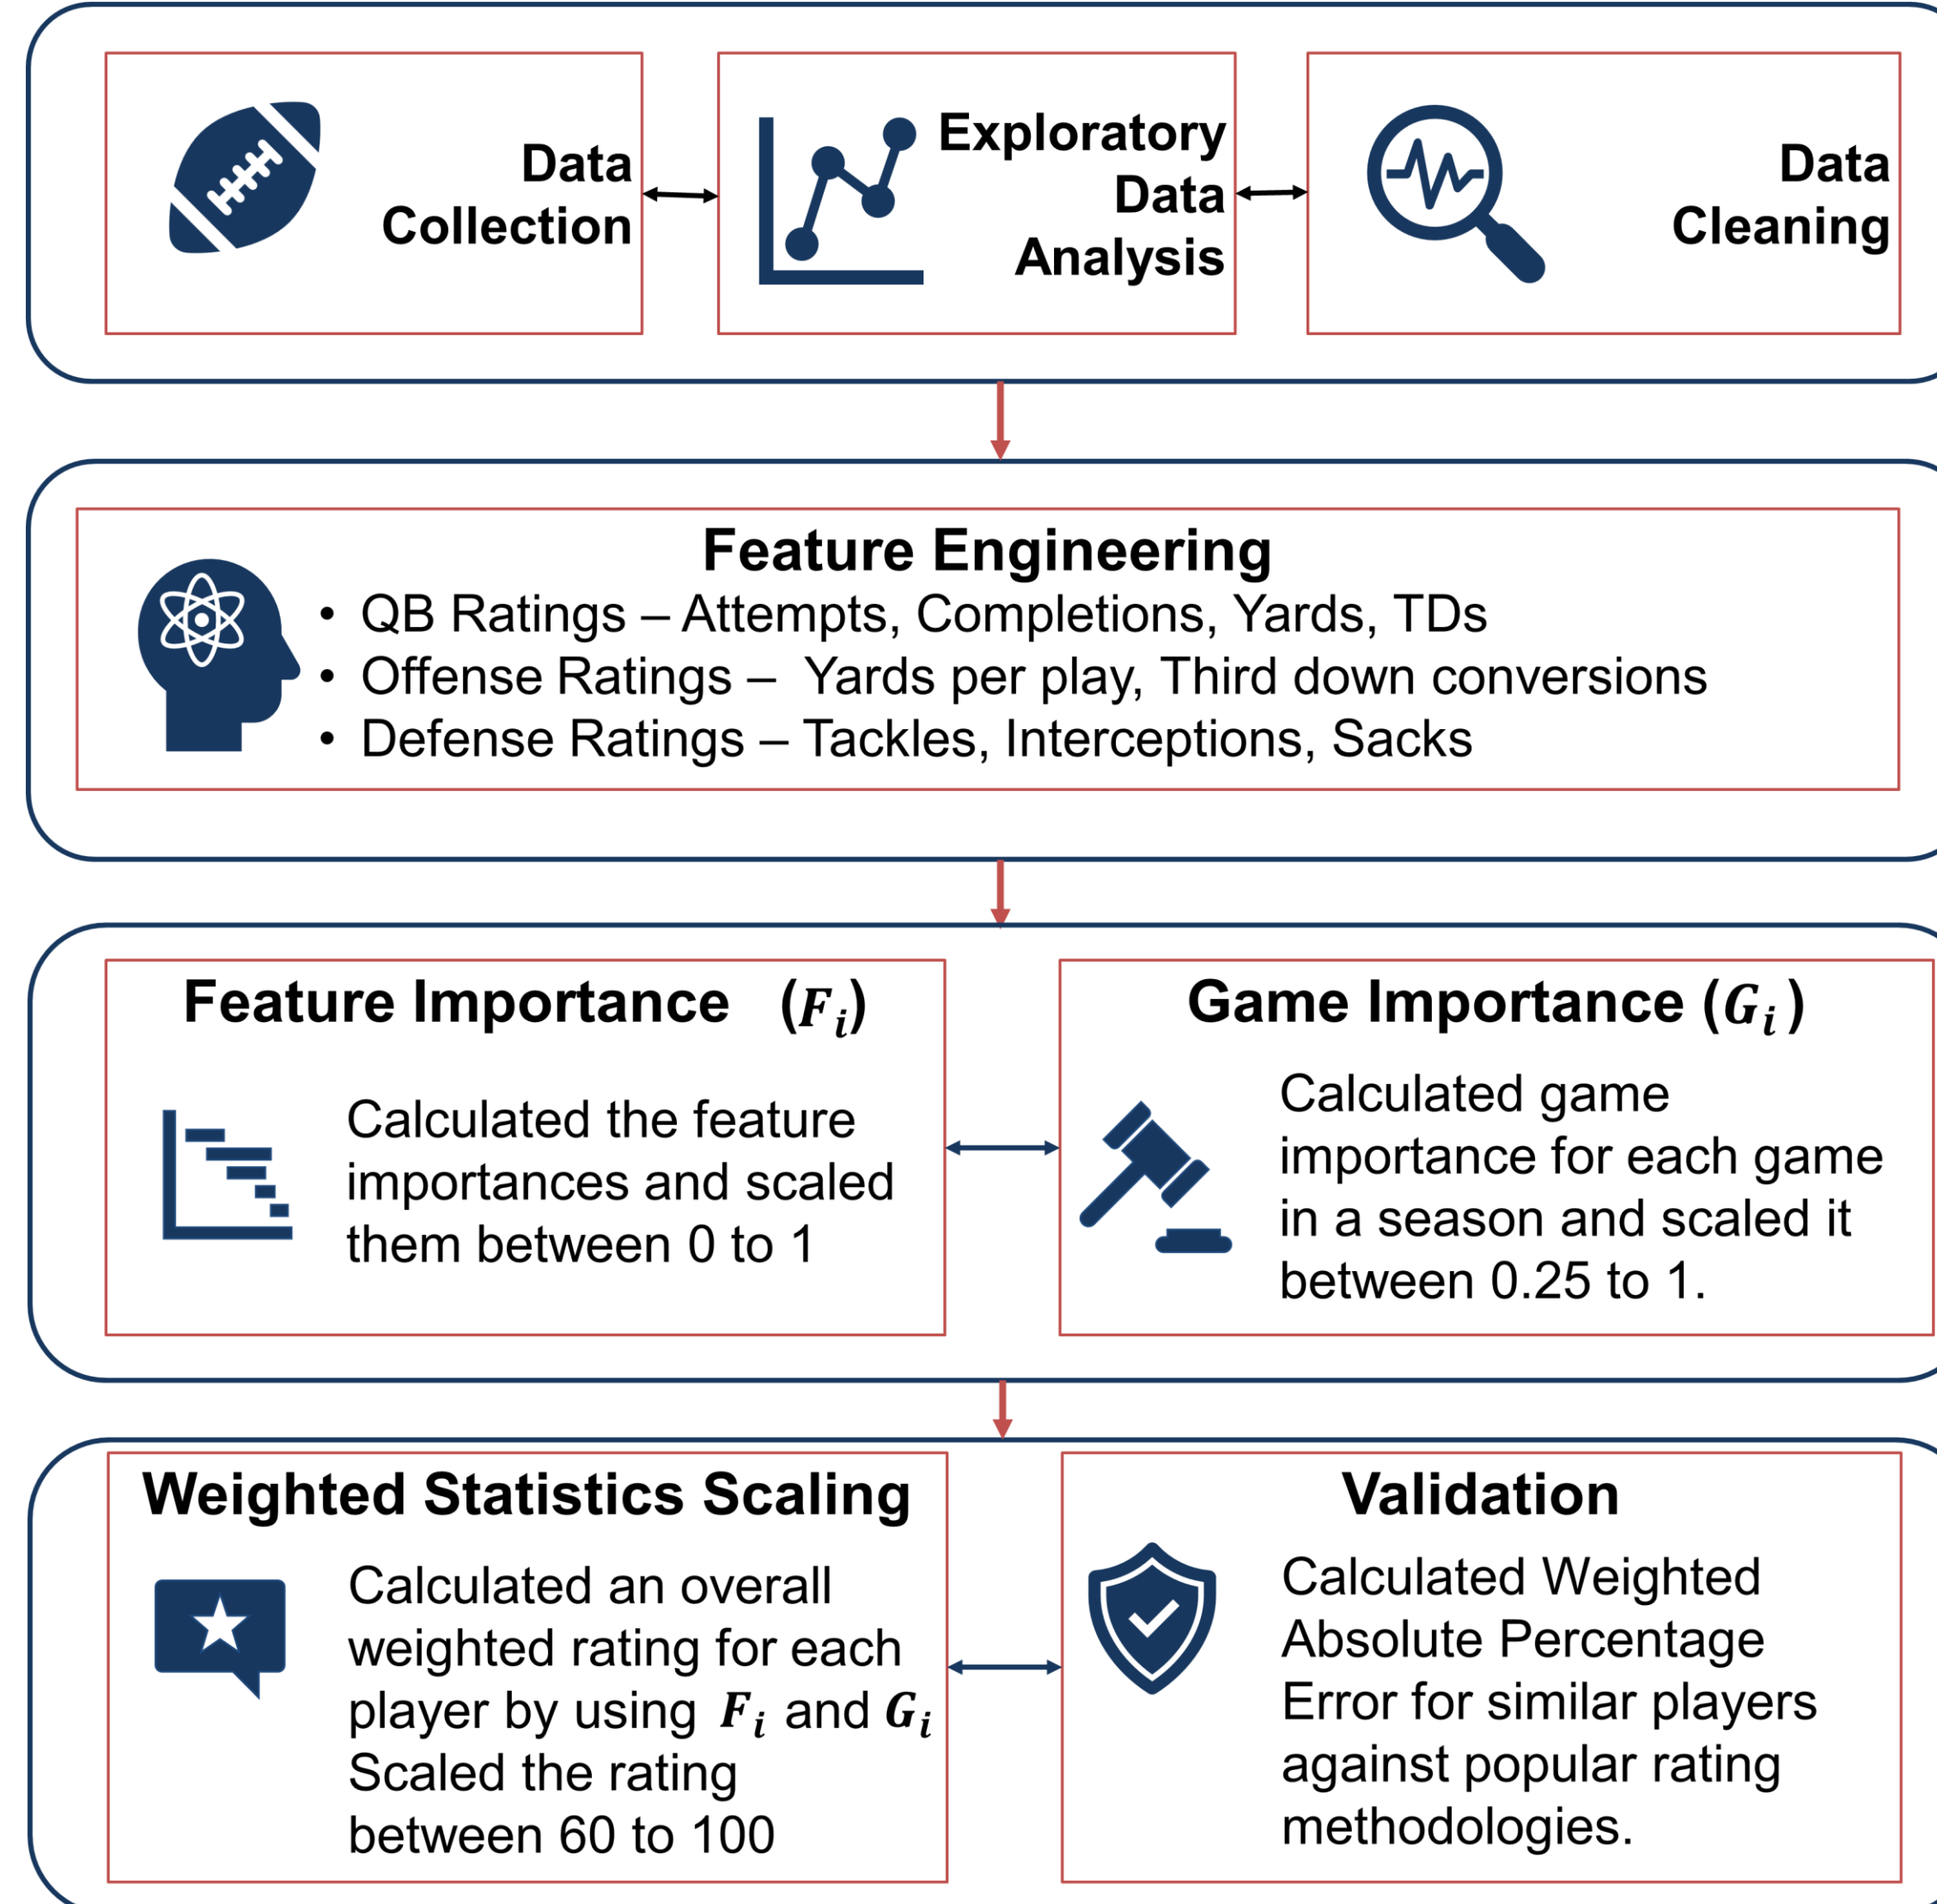 Data
Collection
Exploratory
Data
Analysis
Data
Cleaning
Feature Engineering
• QB Ratings – Attempts, Completions, Yards, TDs
• Offense Ratings – Yards per play, Third down conversions
• Defense Ratings – Tackles, Interceptions, Sacks
Feature Importance (F_i)
Calculated the feature
importances and scaled
them between 0 to 1
Game Importance (G_i)
Calculated game
importance for each game
in a season and scaled it
between 0.25 to 1.
Weighted Statistics Scaling
Calculated an overall
weighted rating for each
player by using F_i and G_i
Scaled the rating
between 60 to 100
Validation
Calculated Weighted
Absolute Percentage
Error for similar players
against popular rating
methodologies.